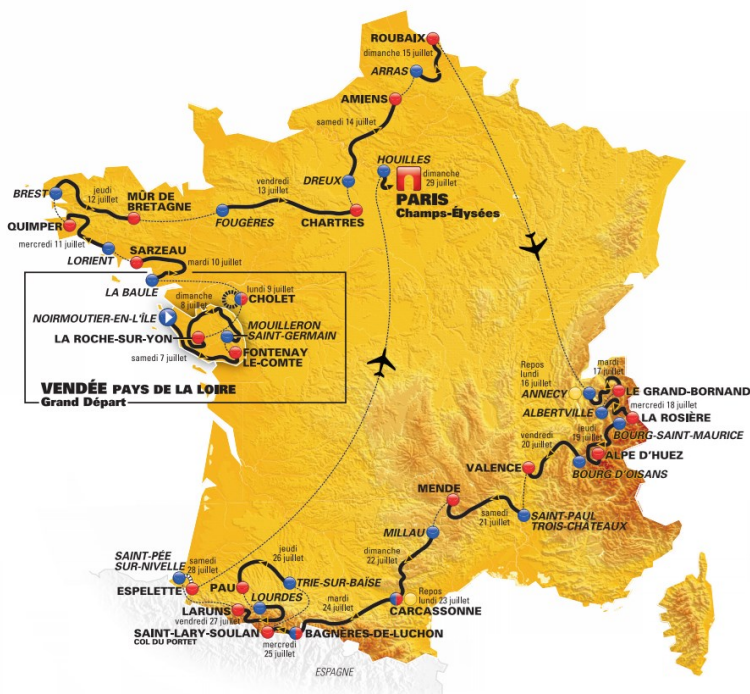 ROUBAIX
dimanche 15 juillet
ARRAS
AMIENS
samedi 14 juillet
HOUILLES
dimanche
29 juillet
DREUX
PARIS
Champs-Élysées
vendredi
13 juillet
CHARTRES
FOUGÈRES
BREST
jeudi
12 juillet
MÛR DE
BRETAGNE
QUIMPER
mercredi 11 juillet
LORIENT
SARZEAU
mardi 10 juillet
LA BAULE
lundi 9 juillet
CHOLET
dimanche
8 juillet
NOIRMOUTIER-EN-L'ÎLE
MOUILLERON
SAINT-GERMAIN
LA ROCHE-SUR-YON
samedi 7 juillet
FONTENAY
LE-COMTE
VENDÉE PAYS DE LA LOIRE
Grand Départ
Repos
lundi
16 juillet
ANNECY
mardi
17 juillet
LE GRAND-BORNAND
ALBERTVILLE
mercredi 18 juillet
LA ROSIÈRE
BOURG-SAINT-MAURICE
jeudi
19 juillet
ALPE D'HUEZ
BOURG D'OISANS
vendredi
20 juillet
VALENCE
MENDE
samedi
21 juillet
SAINT-PAUL
TROIS-CHÂTEAUX
MILLAU
dimanche
22 juillet
Repos
lundi 23 juillet
CARCASSONNE
mardi
24 juillet
BAGNÈRES-DE-LUCHON
mercredi
25 juillet
SAINT-LARY-SOULAN
COL DU PORTET
jeudi
26 juillet
TRIE-SUR-BAÏSE
PAU
LOURDES
LARUNS
vendredi 27 juillet
SAINT-PÉE
SUR-NIVELLE
samedi
28 juillet
ESPELETTE
ESPAGNE